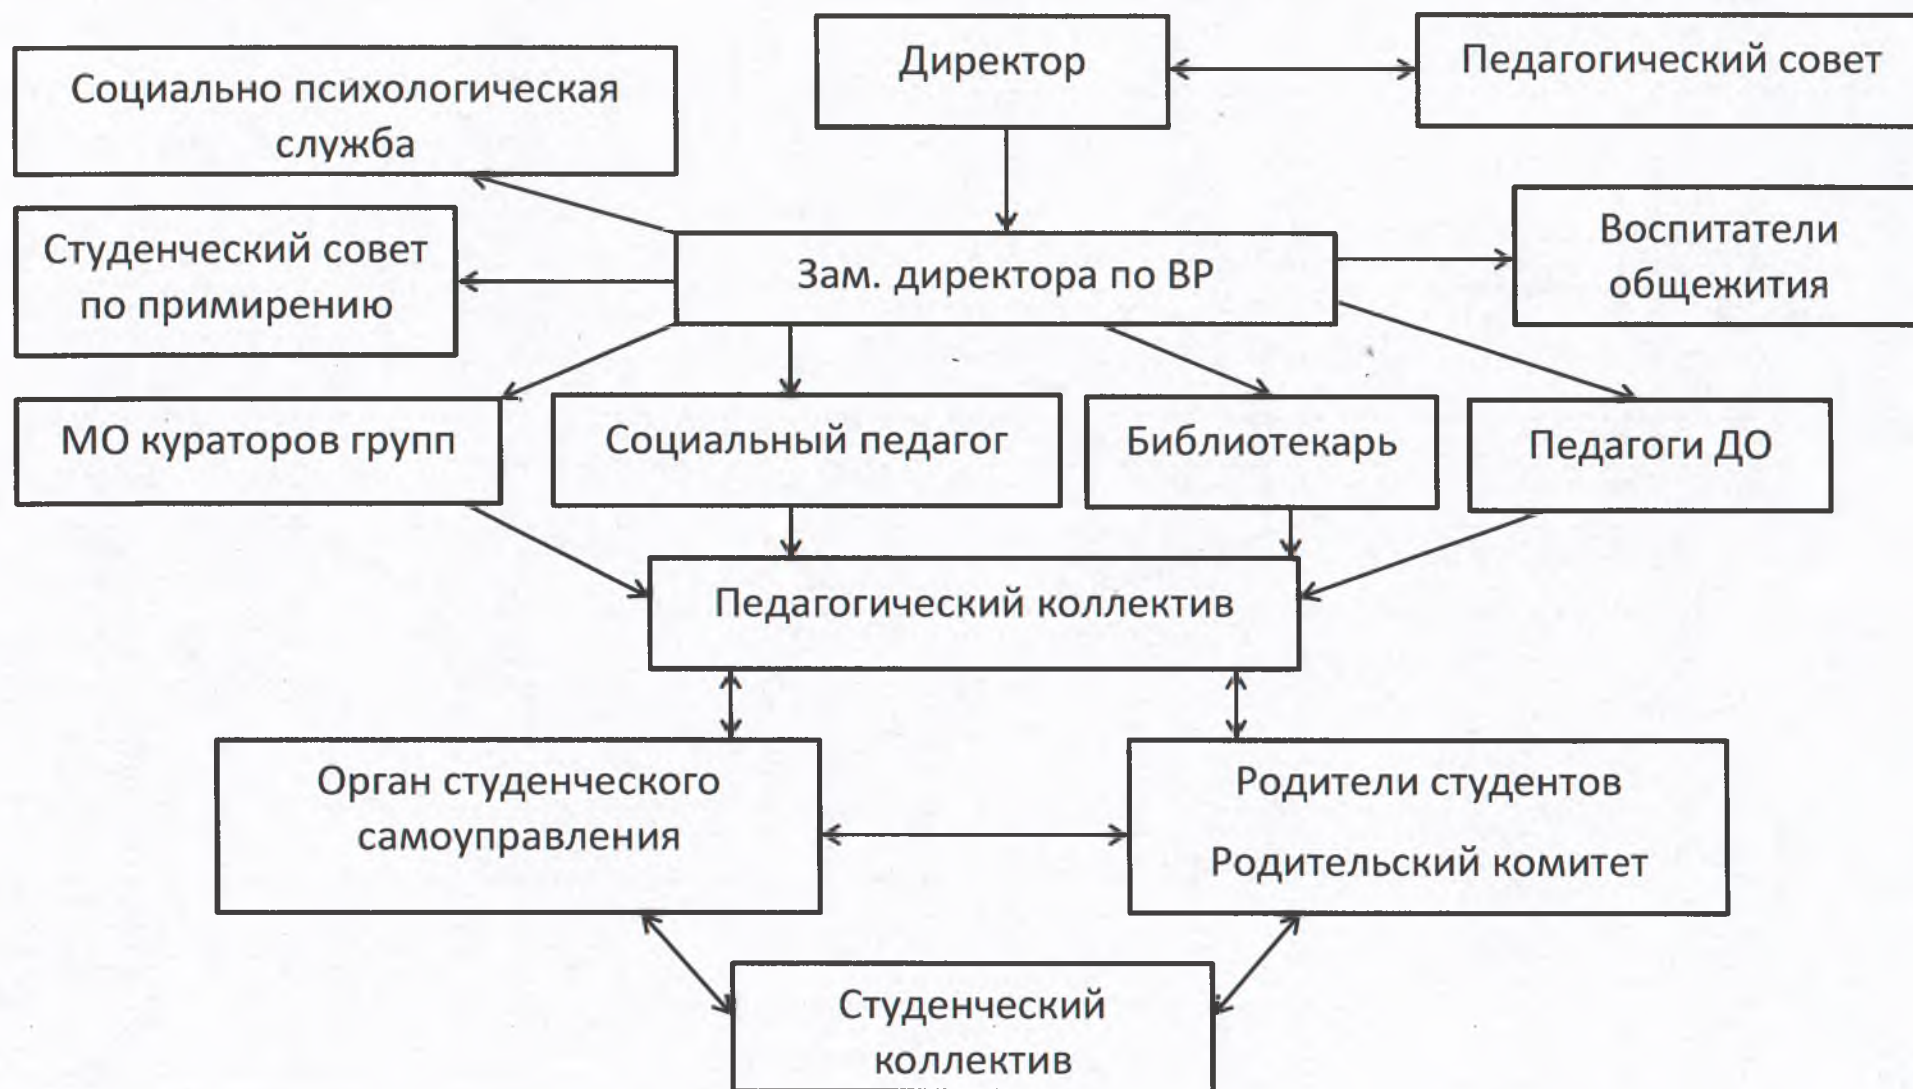 Директор
Педагогический совет
Социально психологическая
служба
Студенческий совет
по примирению
Зам. директора по ВР
Воспитатели
общежития
МО кураторов групп
Социальный педагог
Библиотекарь
Педагоги ДО
Педагогический коллектив
Орган студенческого
самоуправления
Родители студентов
Родительский комитет
Студенческий
коллектив